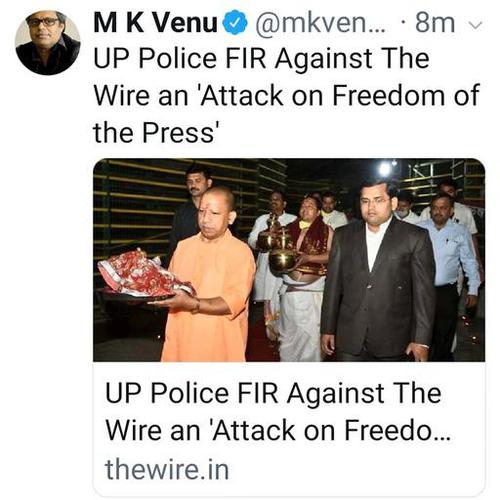 M K Venu @mkven... · 8m
UP Police FIR Against The
Wire an 'Attack on Freedom of
the Press'
UP Police FIR Against The
Wire an 'Attack on Freedo...
thewire.in